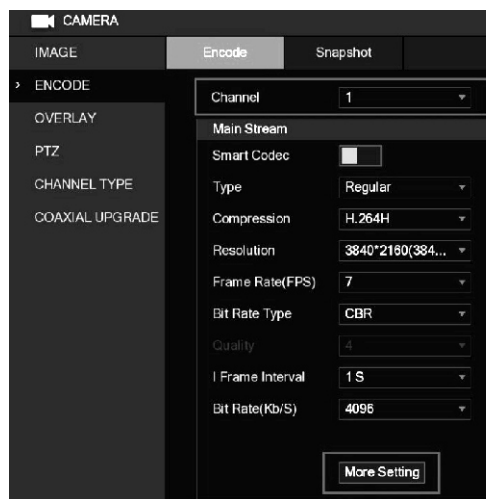 CAMERA
IMAGE
Encode Snapshot
> ENCODE
OVERLAY
PTZ
CHANNEL TYPE
COAXIAL UPGRADE
Channel 1
Main Stream
Smart Codec
Type Regular
Compression H.264H
Resolution 3840*2160(384...
Frame Rate(FPS) 7
Bit Rate Type CBR
Quality 4
I Frame Interval 1 S
Bit Rate(Kb/S) 4096
More Setting